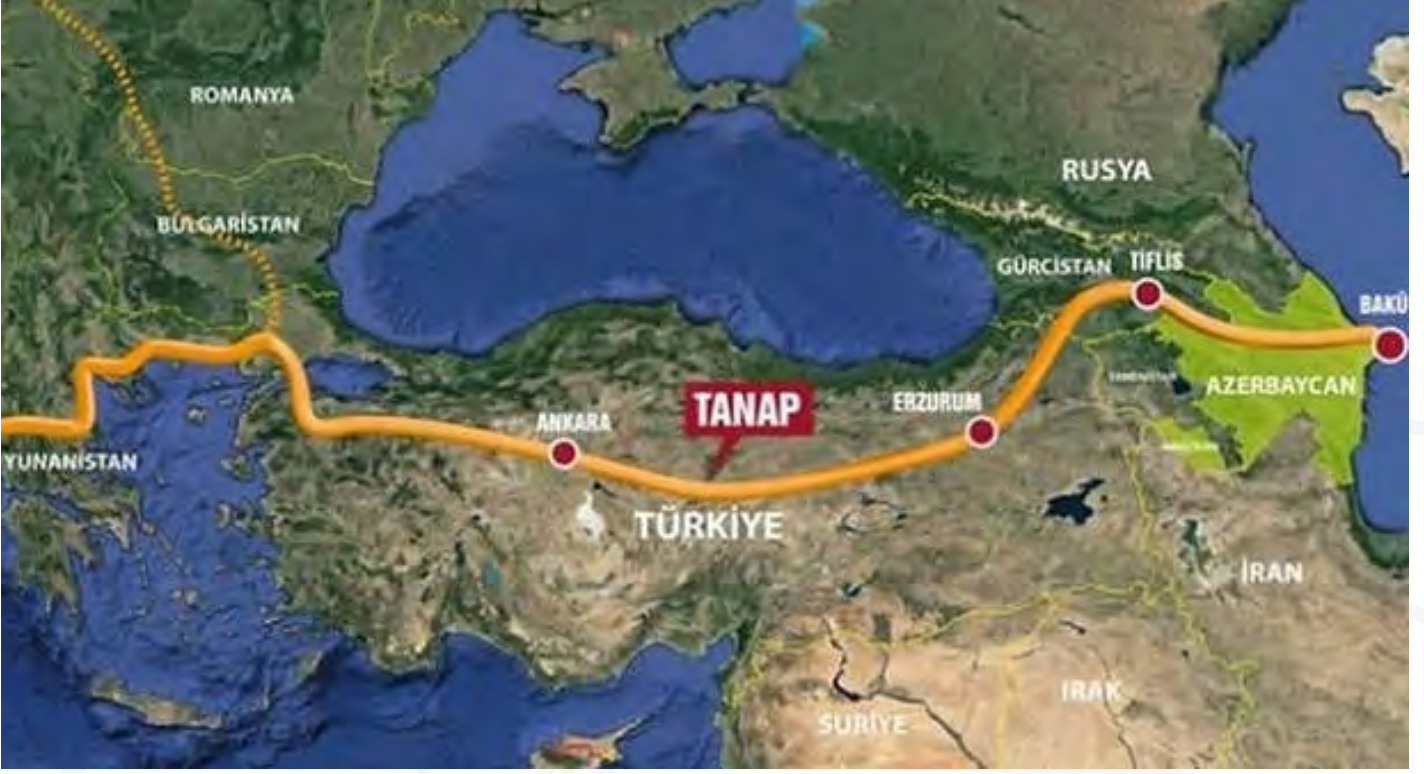 ROMANYA
RUSYA
BULGARİSTAN
GÜRCİSTAN
TİFLİS
BAKÜ
AZERBAYCAN
ERZURUM
TANAP
ANKARA
YUNANİSTAN
TÜRKİYE
İRAN
IRAK
SURİYE